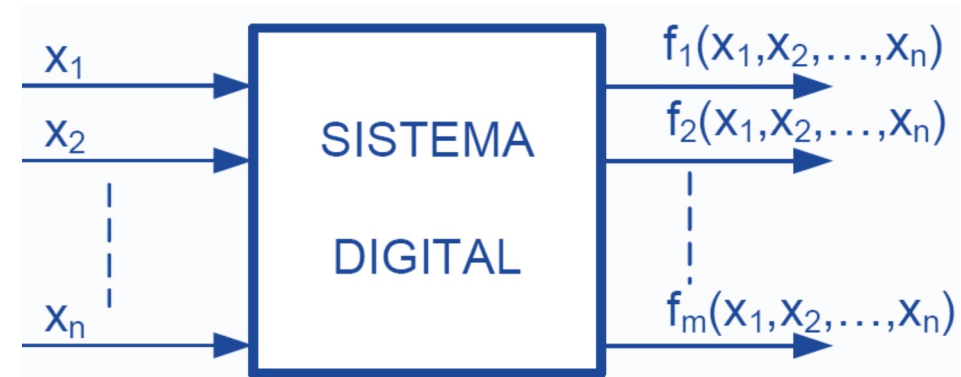 x₁
x₂
xₙ
SISTEMA
DIGITAL
f₁(x₁,x₂,...,xₙ)
f₂(x₁,x₂,...,xₙ)
fₘ(x₁,x₂,...,xₙ)